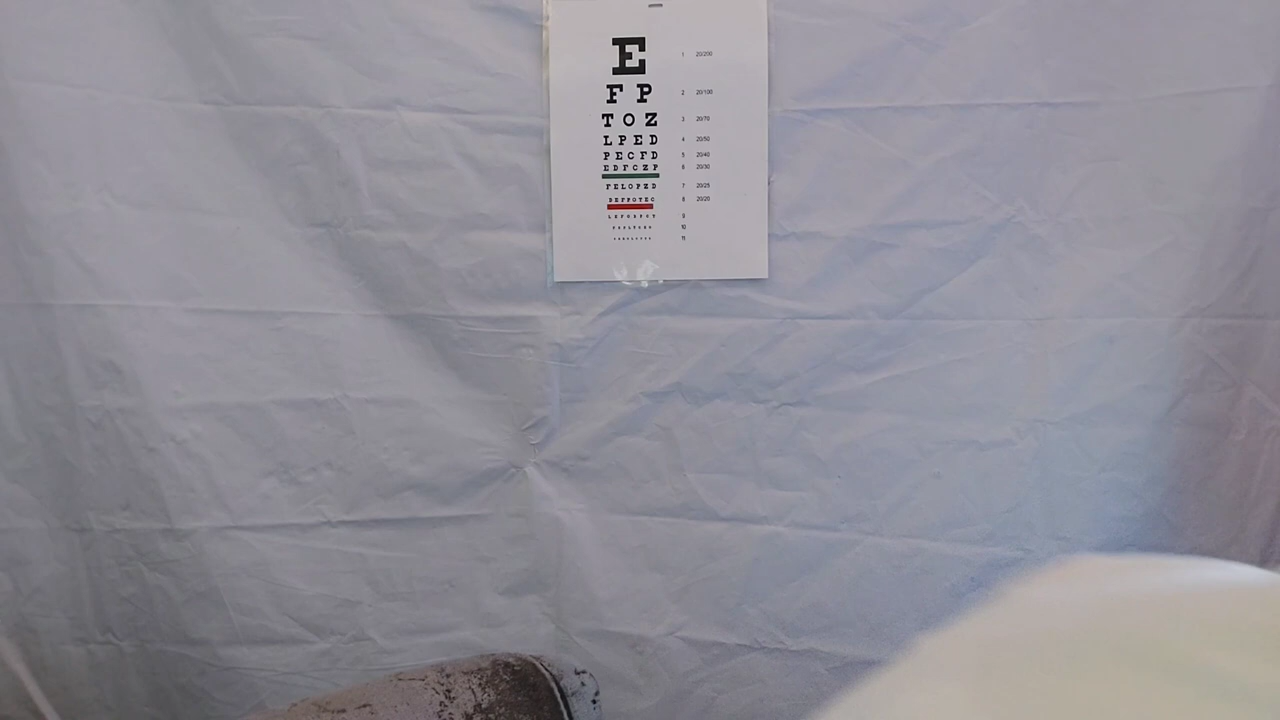 E 1 20/200
F P 2 20/100
T O Z 3 20/70
L P E D 4 20/50
P E C F D 5 20/40
E D F C Z P 6 20/30
F E L O P Z D 7 20/25
D E F P O T E C 8 20/20
9
10
11